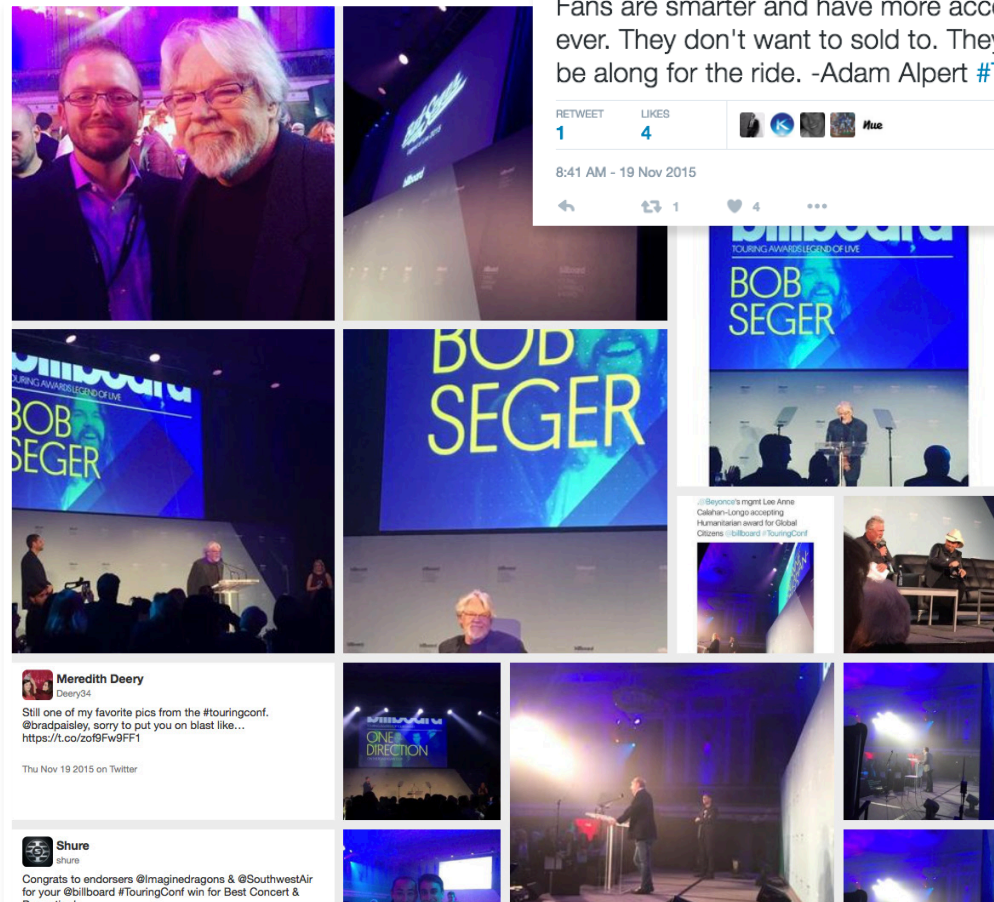 Fans are smarter and have more
ever. They don't want to sold to.
be along for the ride. -Adam Alpert
RETWEET
LIKES
1
4
Nue
8:41 AM - 19 Nov 2015
1
4
billboard
TOURING AWARDS LEGEND OF LIVE
BOB
SEGER
billboard
TOURING AWARDS LEGEND OF LIVE
BOB
SEGER
BOB
SEGER
@Beyonce's mgmt Lee Anne
Calahan-Longo accepting
Humanitarian award for Global
Citizens @billboard #TouringConf
Meredith Deery
Deery34
Still one of my favorite pics from the #touringconf.
@bradpaisley, sorry to put you on blast like…
https://t.co/zof9Fw9FF1
Thu Nov 19 2015 on Twitter
billboard
ONE
DIRECTION
Shure
shure
Congrats to endorsers @Imaginedragons & @SouthwestAir
for your @billboard #TouringConf win for Best Concert &